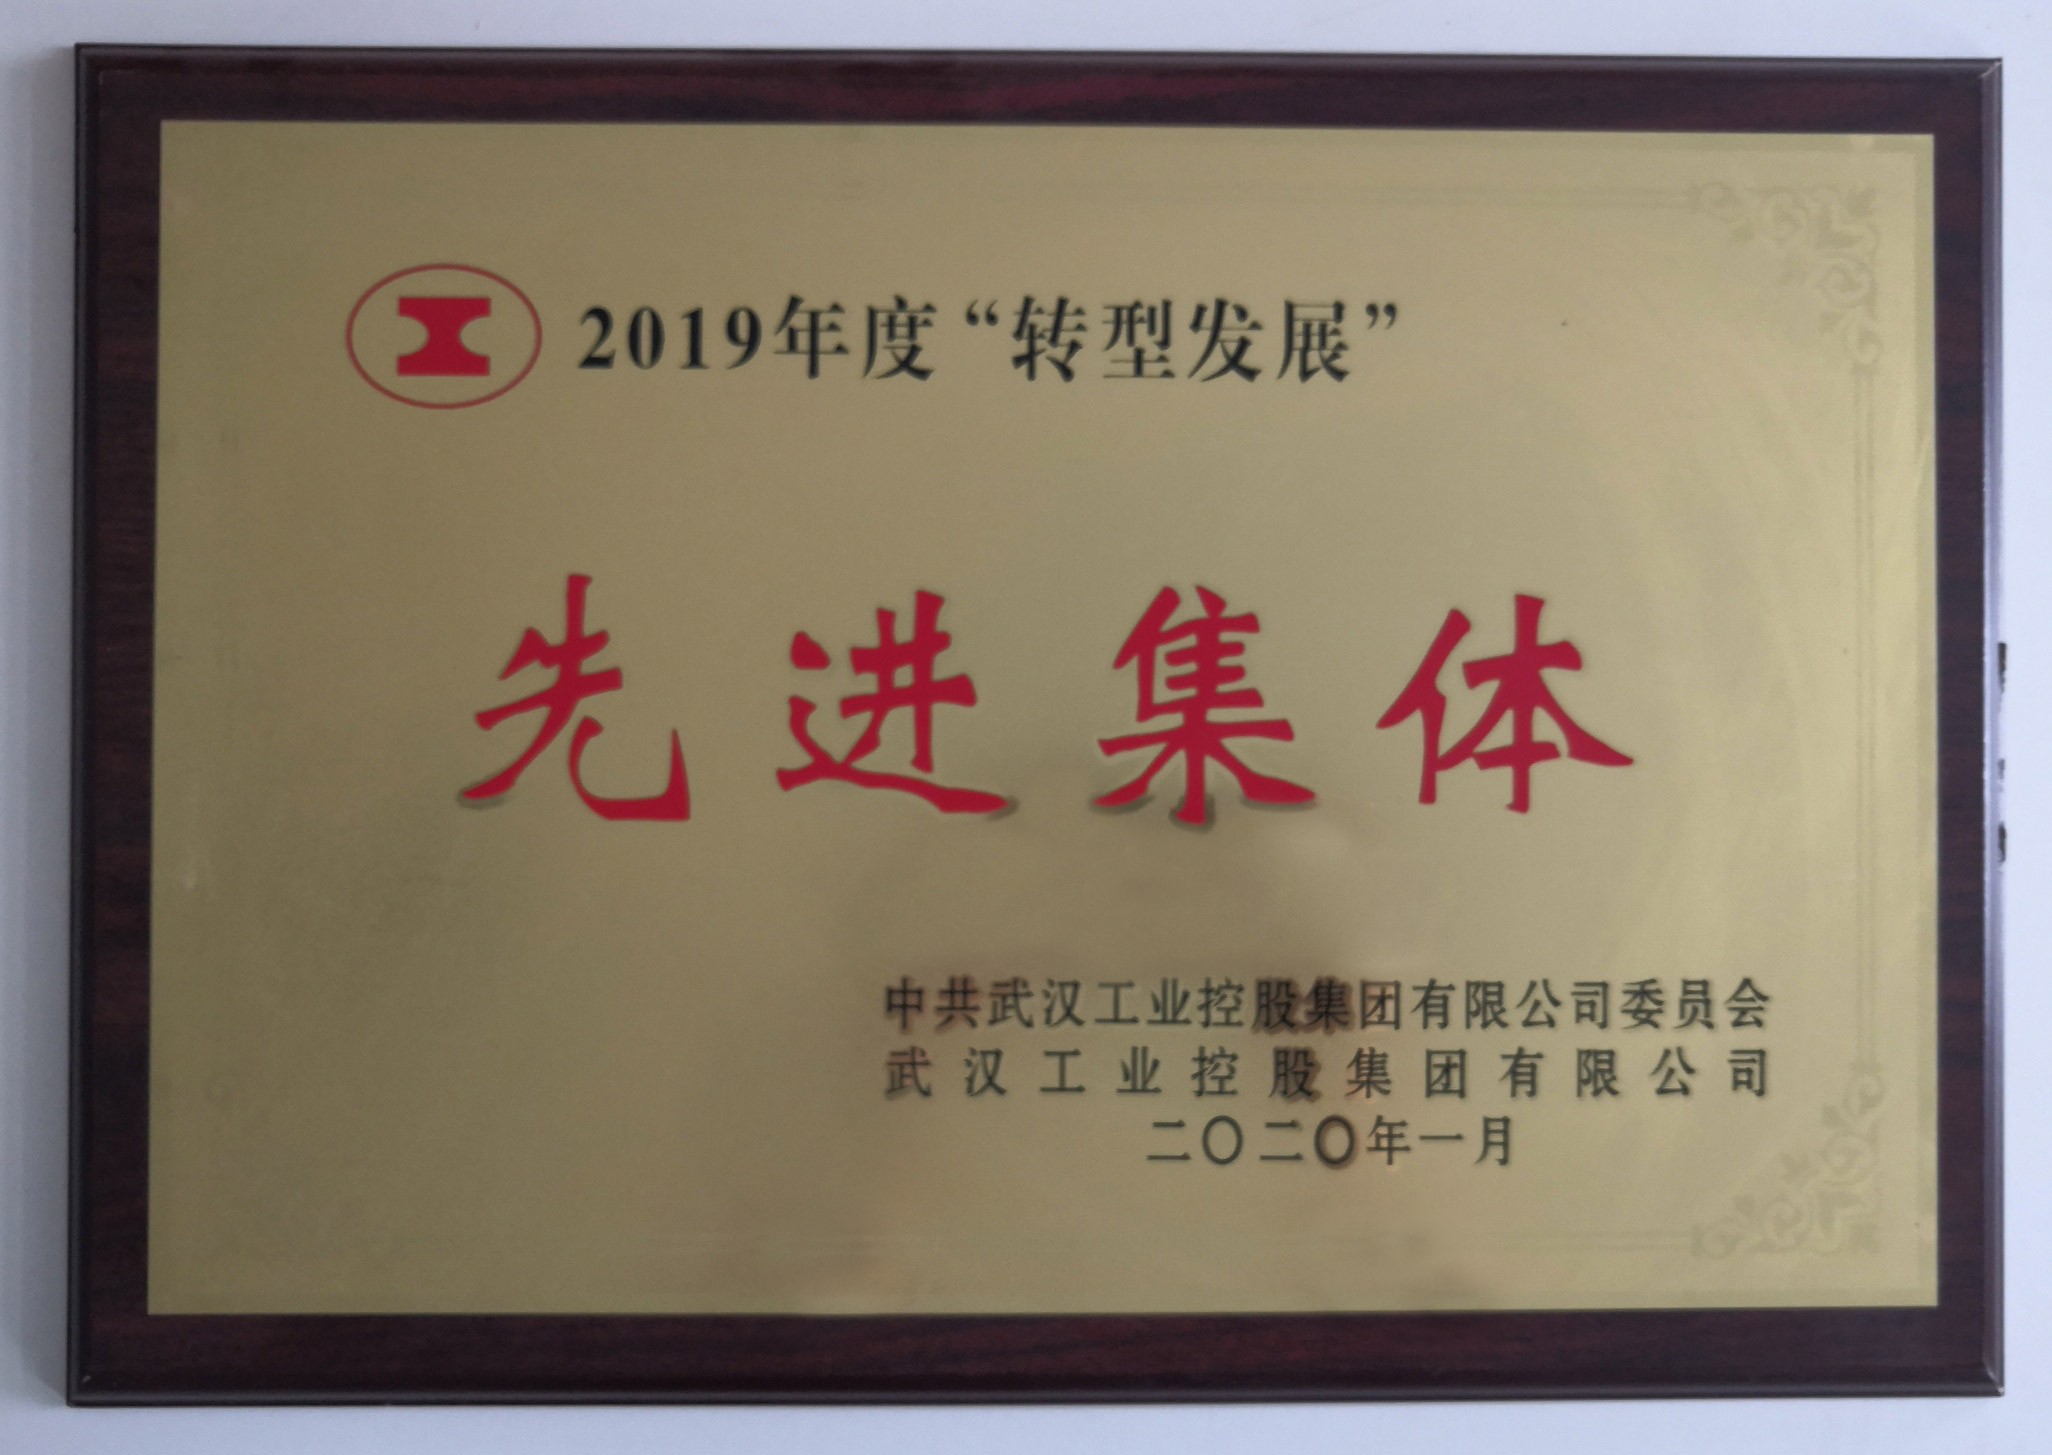 2019年度“转型发展”
先进集体
中共武汉工业控股集团有限公司委员会
武汉工业控股集团有限公司
二〇二〇年一月